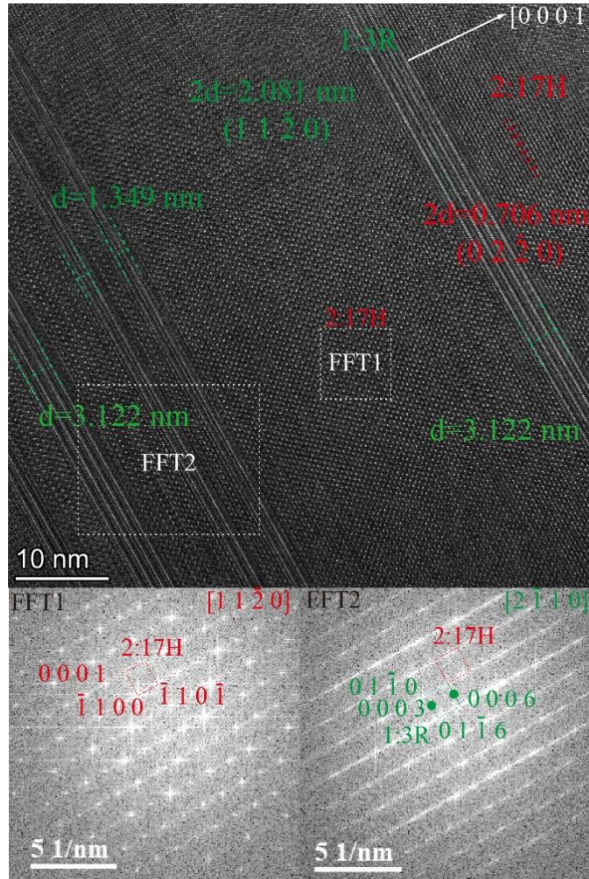 [0 0 0 1
1:3R
2:17H
2d=2.081 nm
(1 1 2̄ 0)
d=1.349 nm
2d=0.706 nm
(0 2 2̄ 0)
2:17H
FFT1
d=3.122 nm
d=3.122 nm
FFT2
10 nm
FFT1
[1 1 2̄ 0]
2:17H
0 0 0 1
1̄ 1 0 0
1̄ 1 0 1̄
5 1/nm
FFT2
[2 1̄ 1 0]
2:17H
0 1 1̄ 0
0 0 0 6
0 0 0 3
1:3R
0 1 1̄ 6
5 1/nm